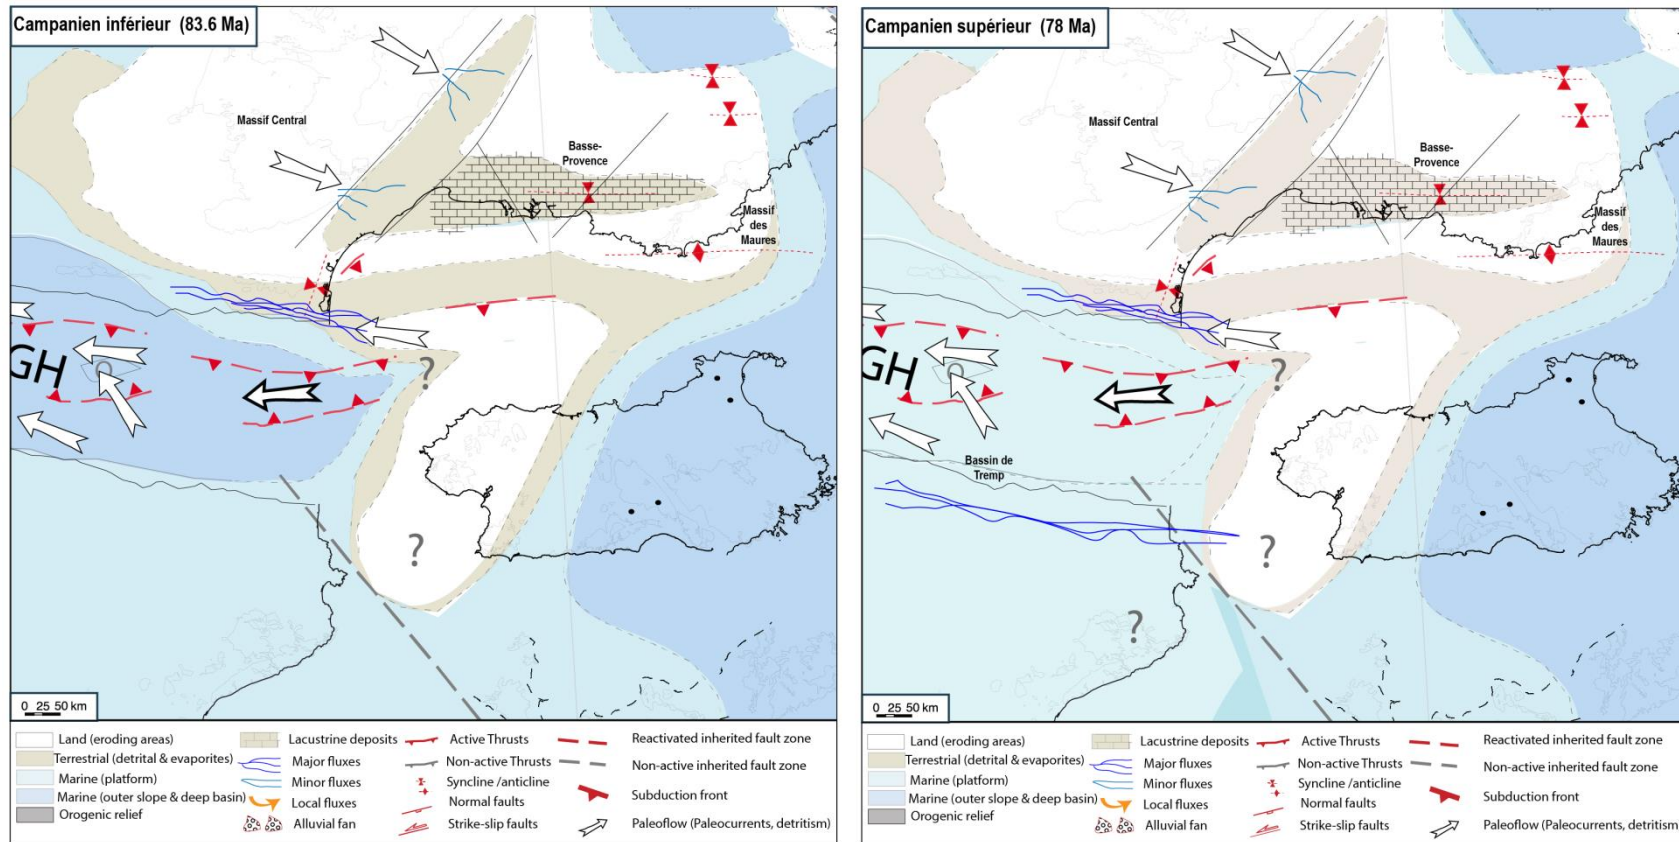 Campanien inférieur (83.6 Ma)
Massif Central
Basse-
Provence
Massif
des
Maures
GH
?
?
0 25 50 km
Land (eroding areas)
Terrestrial (detrital & evaporites)
Marine (platform)
Marine (outer slope & deep basin)
Orogenic relief
Lacustrine deposits
Major fluxes
Minor fluxes
Local fluxes
Alluvial fan
Active Thrusts
Non-active Thrusts
Syncline /anticline
Normal faults
Strike-slip faults
Reactivated inherited fault zone
Non-active inherited fault zone
Subduction front
Paleoflow (Paleocurrents, detritism)
Campanien supérieur (78 Ma)
Massif Central
Basse-
Provence
Massif
des
Maures
GH
?
Bassin de
Tremp
?
?
0 25 50 km
Land (eroding areas)
Terrestrial (detrital & evaporites)
Marine (platform)
Marine (outer slope & deep basin)
Orogenic relief
Lacustrine deposits
Major fluxes
Minor fluxes
Local fluxes
Alluvial fan
Active Thrusts
Non-active Thrusts
Syncline /anticline
Normal faults
Strike-slip faults
Reactivated inherited fault zone
Non-active inherited fault zone
Subduction front
Paleoflow (Paleocurrents, detritism)